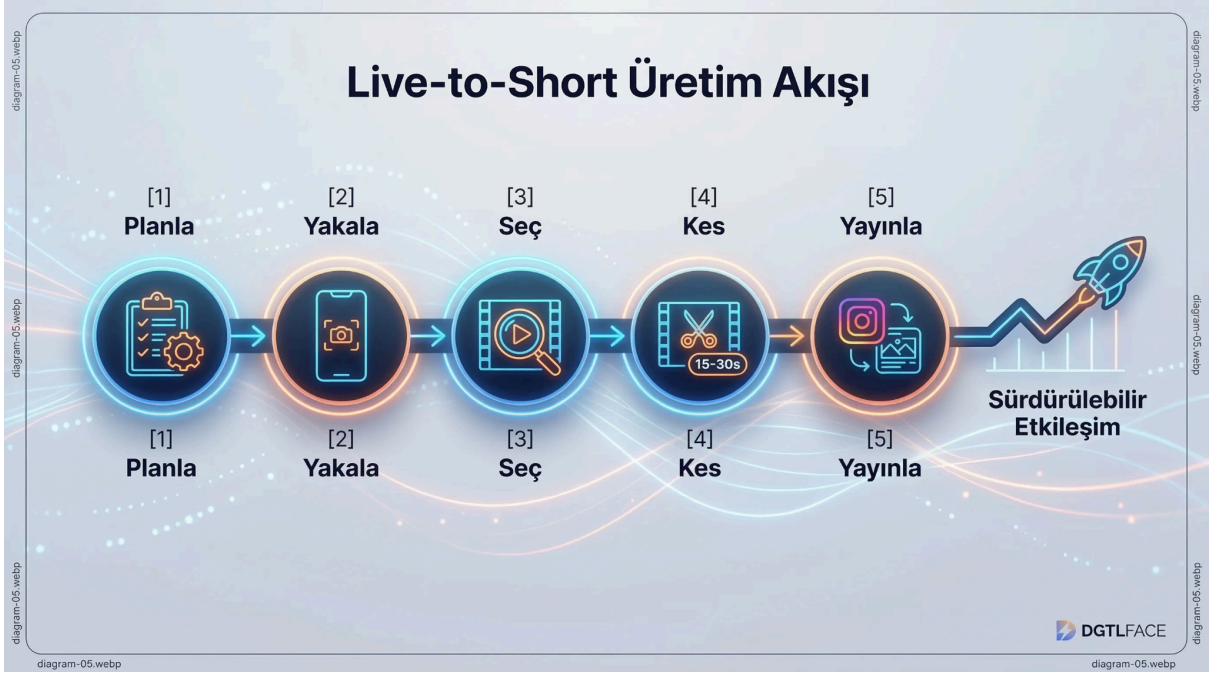 diagram-05.webp
diagram-05.webp
Live-to-Short Üretim Akışı
[1]
Planla
[2]
Yakala
[3]
Seç
[4]
Kes
[5]
Yayınla
15-30s
[1]
Planla
[2]
Yakala
[3]
Seç
[4]
Kes
[5]
Yayınla
Sürdürülebilir
Etkileşim
diagram-05.webp
diagram-05.webp
diagram-05.webp
diagram-05.webp
DGTLFACE
diagram-05.webp
diagram-05.webp